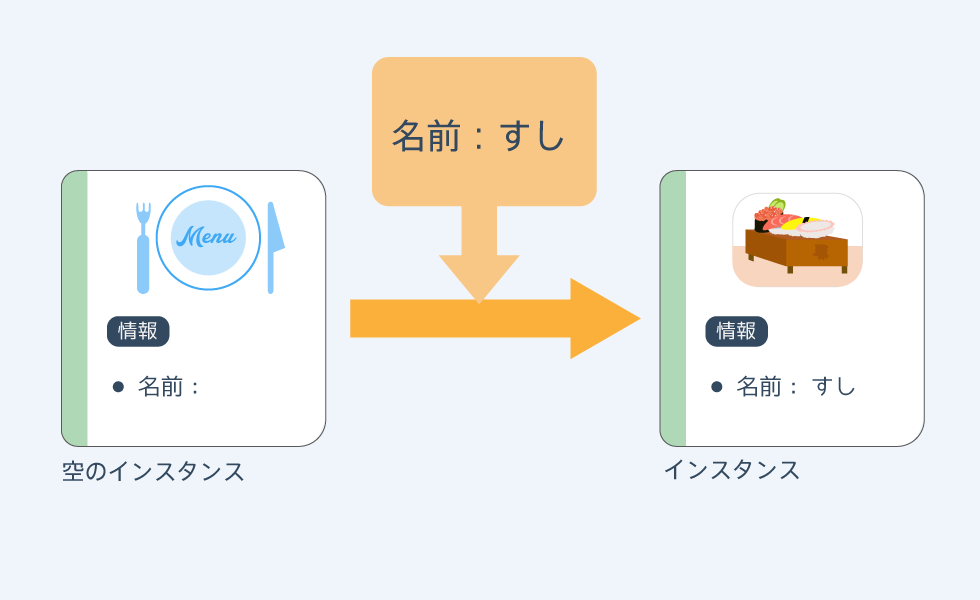 名前：すし
Menu
情報
名前：
空のインスタンス
情報
名前： すし
インスタンス